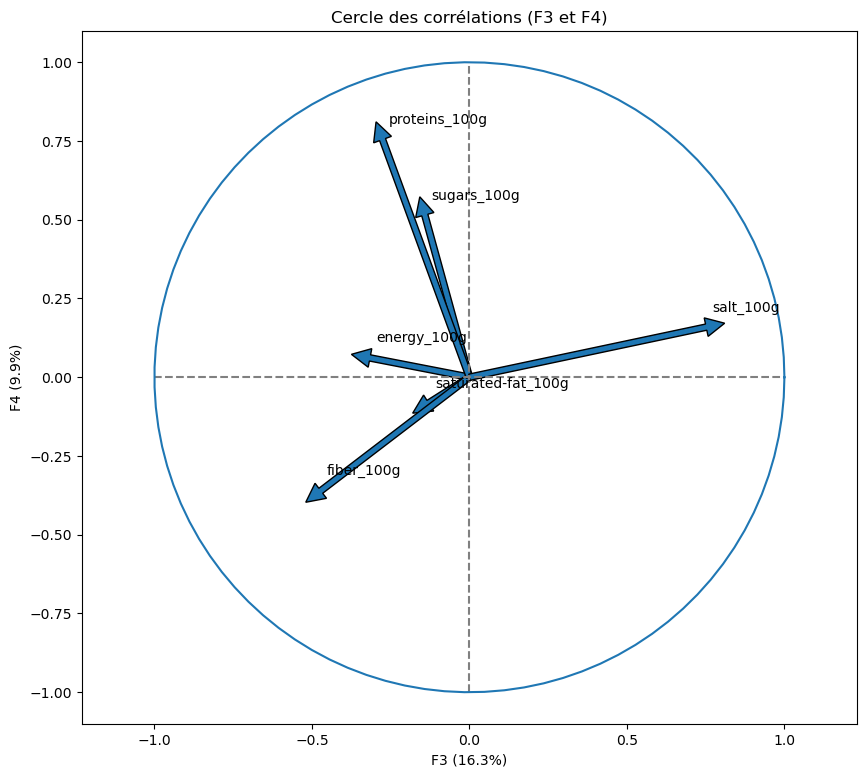 Cercle des corrélations (F3 et F4)
1.00
proteins_100g
0.75
sugars_100g
0.50
0.25
salt_100g
energy_100g
0.00
saturated-fat_100g
F4 (9.9%)
−0.25
fiber_100g
−0.50
−0.75
−1.00
−1.0 −0.5 0.0 0.5 1.0
F3 (16.3%)